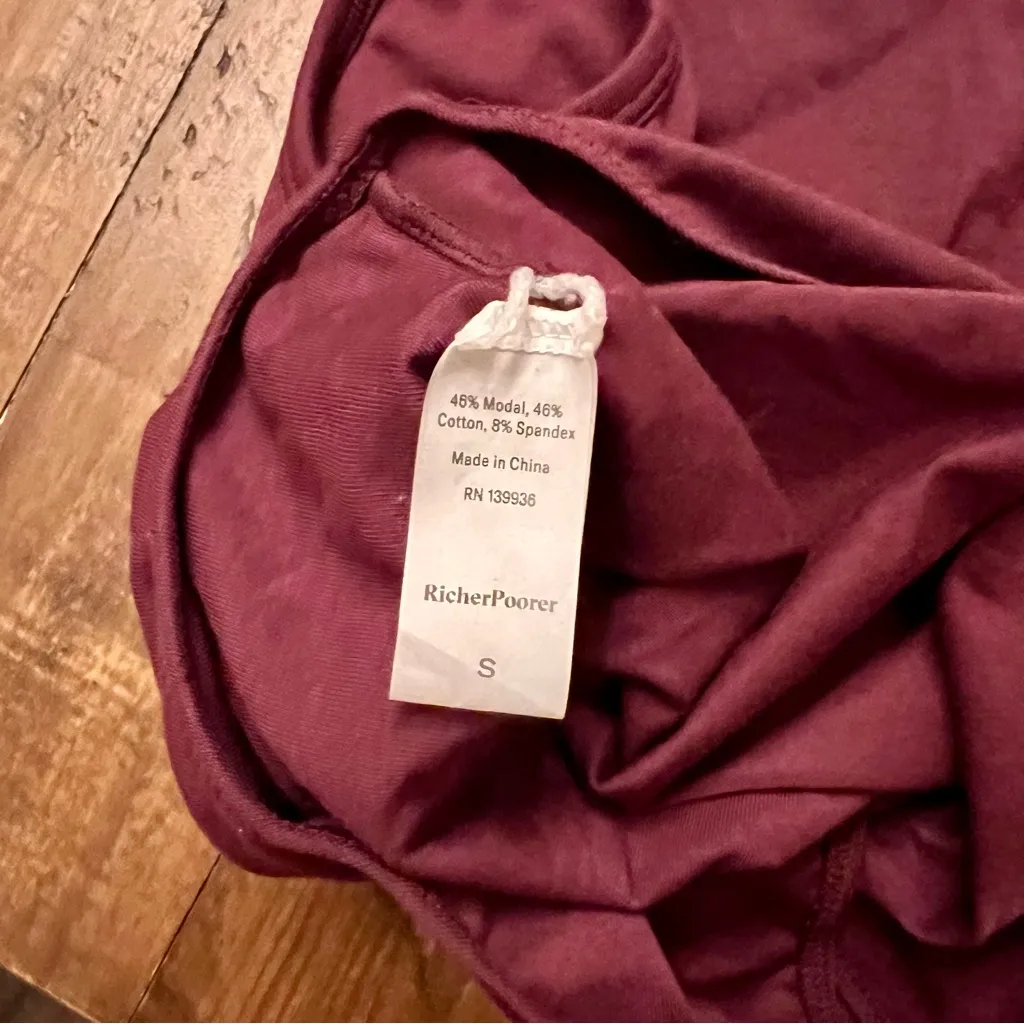 46% Modal, 46%
Cotton, 8% Spandex
Made in China
RN 139936
RicherPoorer
S